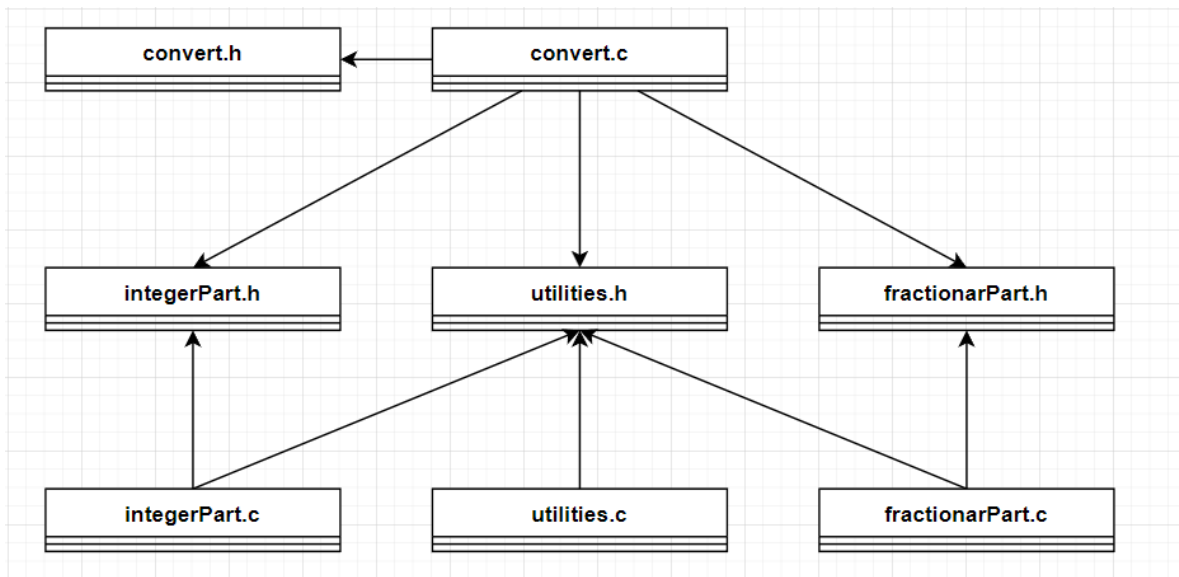 convert.h
convert.c
integerPart.h
utilities.h
fractionarPart.h
integerPart.c
utilities.c
fractionarPart.c